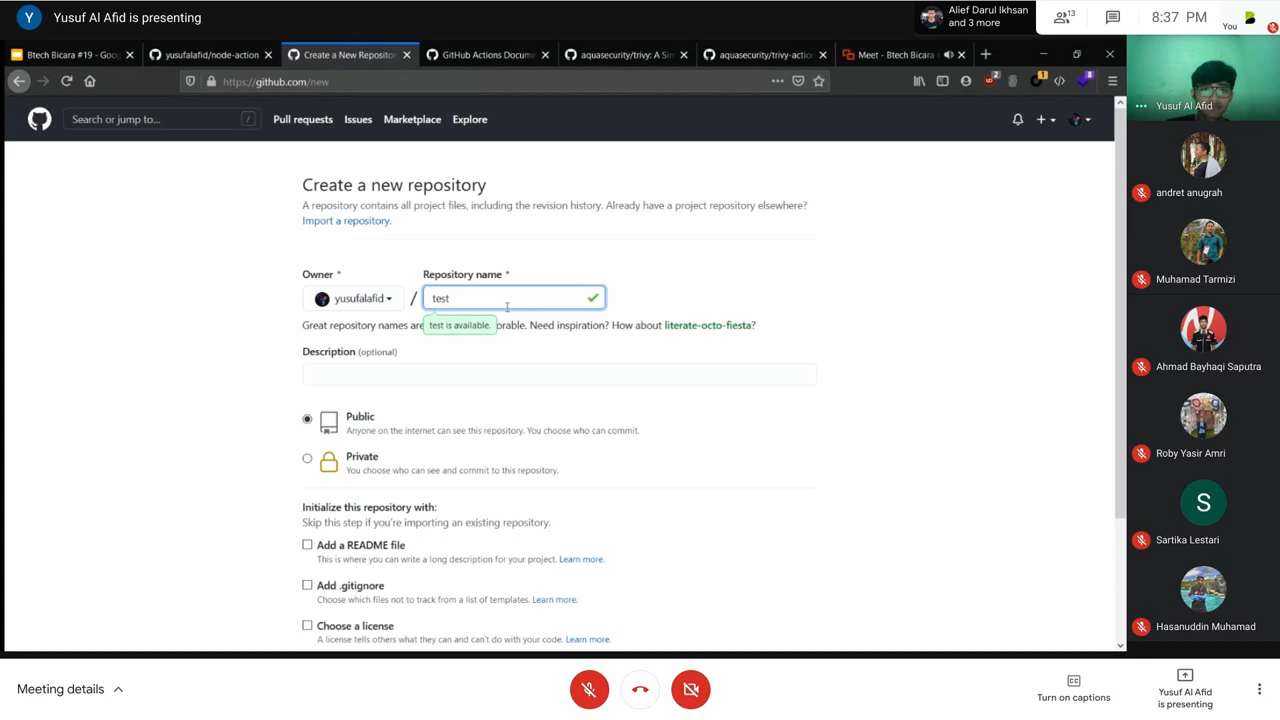 Y Yusuf Al Afid is presenting
Alief Darul Ikhsan
and 3 more
13
8:37 PM
You
Btech Bicara #19 - Goog
yusufalafid/node-action
Create a New Repository
GitHub Actions Docume
aquasecurity/trivy: A Sim
aquasecurity/trivy-action
Meet - Btech Bicara
https://github.com/new
2
1
8
Search or jump to...
/
Pull requests
Issues
Marketplace
Explore
Create a new repository
A repository contains all project files, including the revision history. Already have a project repository elsewhere?
Import a repository.
Owner *
Repository name *
yusufalafid
/
test
Great repository names are
test is available.
orable. Need inspiration? How about literate-octo-fiesta?
Description (optional)
Public
Anyone on the internet can see this repository. You choose who can commit.
Private
You choose who can see and commit to this repository.
Initialize this repository with:
Skip this step if you're importing an existing repository.
Add a README file
This is where you can write a long description for your project. Learn more.
Add .gitignore
Choose which files not to track from a list of templates. Learn more.
Choose a license
A license tells others what they can and can't do with your code. Learn more.
Yusuf Al Afid
andret anugrah
Muhamad Tarmizi
Ahmad Bayhaqi Saputra
Roby Yasir Amri
S
Sartika Lestari
Hasanuddin Muhamad
Meeting details
Turn on captions
Yusuf Al Afid
is presenting